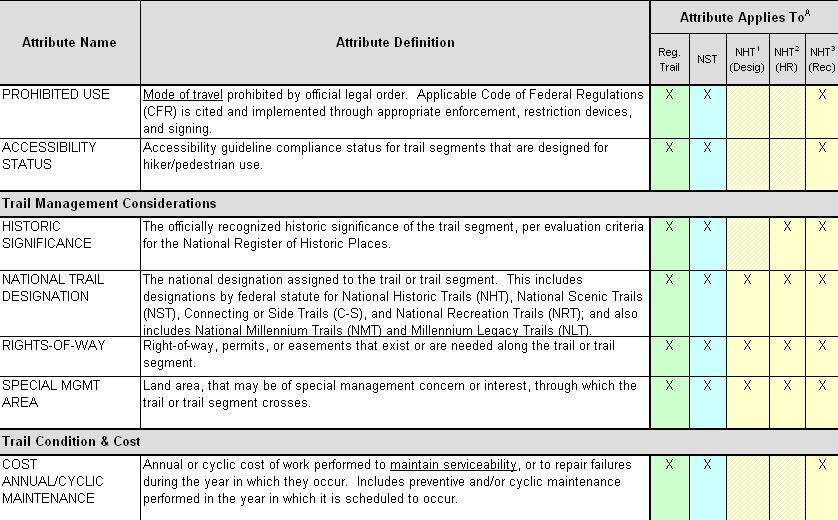 Attribute Applies To^A
Attribute Name Attribute Definition
Reg. Trail NST NHT¹ (Desig) NHT² (HR) NHT³ (Rec)
PROHIBITED USE Mode of travel prohibited by official legal order. Applicable Code of Federal Regulations X X X
(CFR) is cited and implemented through appropriate enforcement, restriction devices,
and signing.
ACCESSIBILITY Accessibility guideline compliance status for trail segments that are designed for X X X
STATUS hiker/pedestrian use.
Trail Management Considerations
HISTORIC The officially recognized historic significance of the trail segment, per evaluation criteria X X X X
SIGNIFICANCE for the National Register of Historic Places.
NATIONAL TRAIL The national designation assigned to the trail or trail segment. This includes X X X X X
DESIGNATION designations by federal statute for National Historic Trails (NHT), National Scenic Trails
(NST), Connecting or Side Trails (C-S), and National Recreation Trails (NRT); and also
includes National Millennium Trails (NMT) and Millennium Legacy Trails (NLT).
RIGHTS-OF-WAY Right-of-way, permits, or easements that exist or are needed along the trail or trail X X X X X
segment.
SPECIAL MGMT Land area, that may be of special management concern or interest, through which the X X X X X
AREA trail or trail segment crosses.
Trail Condition & Cost
COST Annual or cyclic cost of work performed to maintain serviceability, or to repair failures X X X
ANNUAL/CYCLIC during the year in which they occur. Includes preventive and/or cyclic maintenance
MAINTENANCE performed in the year in which it is scheduled to occur.